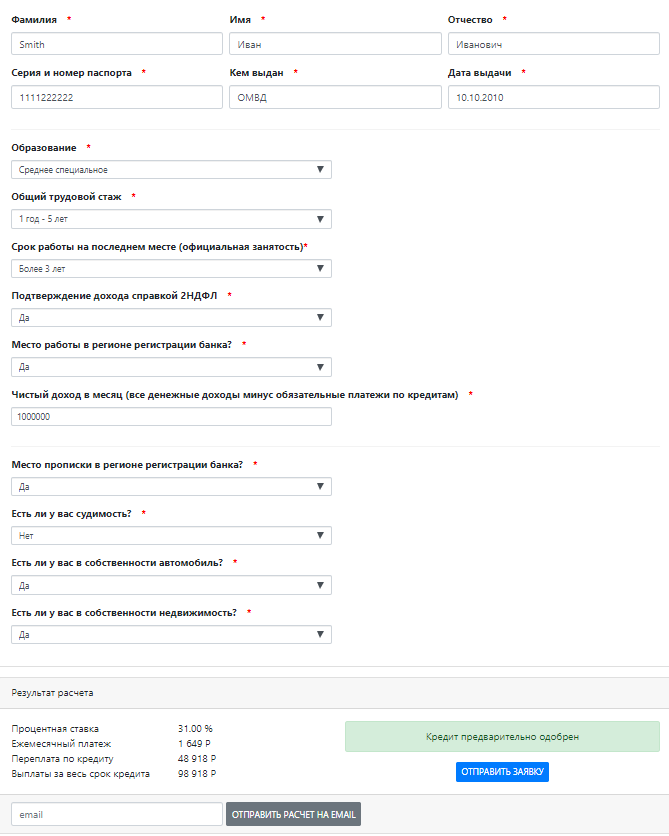 Фамилия * Имя * Отчество *
Smith Иван Иванович
Серия и номер паспорта * Кем выдан * Дата выдачи *
1111222222 ОМВД 10.10.2010
Образование *
Среднее специальное
Общий трудовой стаж *
1 год - 5 лет
Срок работы на последнем месте (официальная занятость)*
Более 3 лет
Подтверждение дохода справкой 2НДФЛ *
Да
Место работы в регионе регистрации банка? *
Да
Чистый доход в месяц (все денежные доходы минус обязательные платежи по кредитам) *
1000000
Место прописки в регионе регистрации банка? *
Да
Есть ли у вас судимость? *
Нет
Есть ли у вас в собственности автомобиль? *
Да
Есть ли у вас в собственности недвижимость? *
Да
Результат расчета
Процентная ставка 31.00 %
Ежемесячный платеж 1 649 Р
Переплата по кредиту 48 918 Р
Выплаты за весь срок кредита 98 918 Р
Кредит предварительно одобрен
ОТПРАВИТЬ ЗАЯВКУ
email ОТПРАВИТЬ РАСЧЕТ НА EMAIL